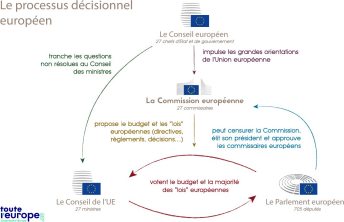 Le processus décisionnel
européen
Le Conseil européen
27 chefs d'État et de gouvernement
tranche les questions
non résolues au Conseil
des ministres
impulse les grandes orientations
de l'Union européenne
La Commission européenne
27 commissaires
propose le budget et les "lois"
européennes (directives,
règlements, décisions...)
peut censurer la Commission,
élit son président et approuve
les commissaires européens
votent le budget et la majorité
des "lois" européennes
Le Conseil de l'UE
27 ministres
Le Parlement européen
705 députés
toute
l'europe